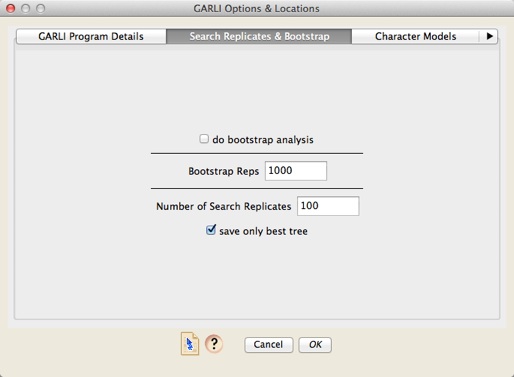 GARLI Options & Locations
GARLI Program Details Search Replicates & Bootstrap Character Models
do bootstrap analysis
Bootstrap Reps 1000
Number of Search Replicates 100
save only best tree
? Cancel OK